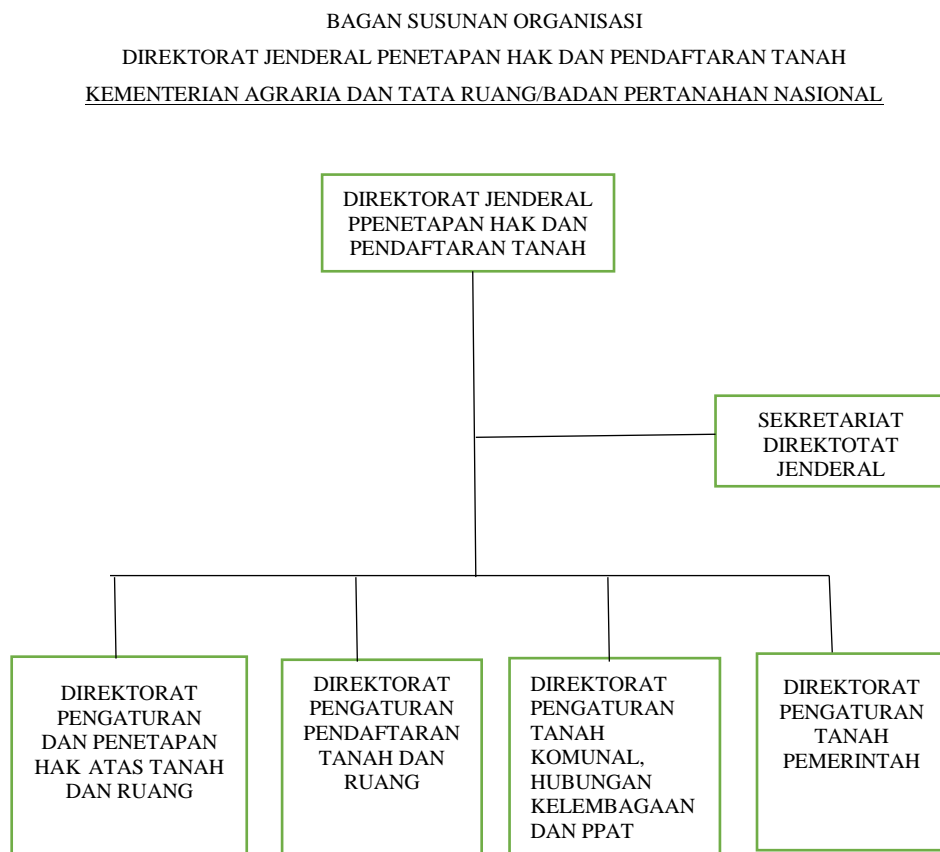 BAGAN SUSUNAN ORGANISASI
DIREKTORAT JENDERAL PENETAPAN HAK DAN PENDAFTARAN TANAH
KEMENTERIAN AGRARIA DAN TATA RUANG/BADAN PERTANAHAN NASIONAL
DIREKTORAT JENDERAL
PPENETAPAN HAK DAN
PENDAFTARAN TANAH
SEKRETARIAT
DIREKTOTAT
JENDERAL
DIREKTORAT
PENGATURAN
DAN PENETAPAN
HAK ATAS TANAH
DAN RUANG
DIREKTORAT
PENGATURAN
PENDAFTARAN
TANAH DAN
RUANG
DIREKTORAT
PENGATURAN
TANAH
KOMUNAL,
HUBUNGAN
KELEMBAGAAN
DAN PPAT
DIREKTORAT
PENGATURAN
TANAH
PEMERINTAH